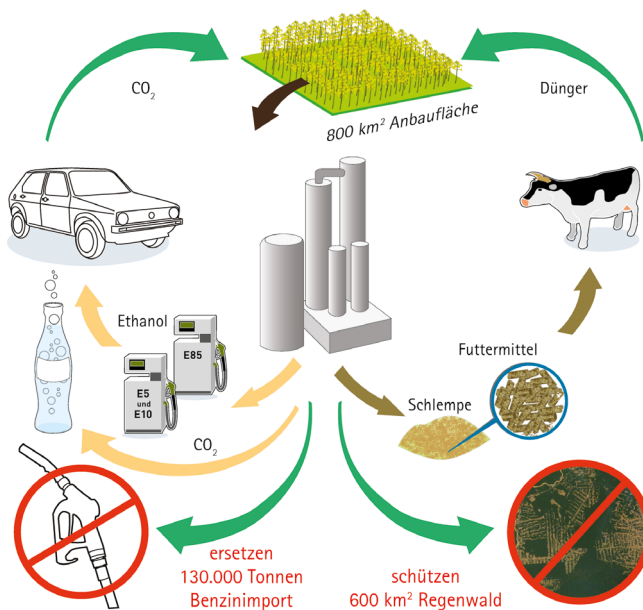 CO₂
Dünger
800 km² Anbaufläche
Ethanol
E85
E5
und
E10
Futtermittel
Schlempe
CO₂
ersetzen
130.000 Tonnen
Benzinimport
schützen
600 km² Regenwald